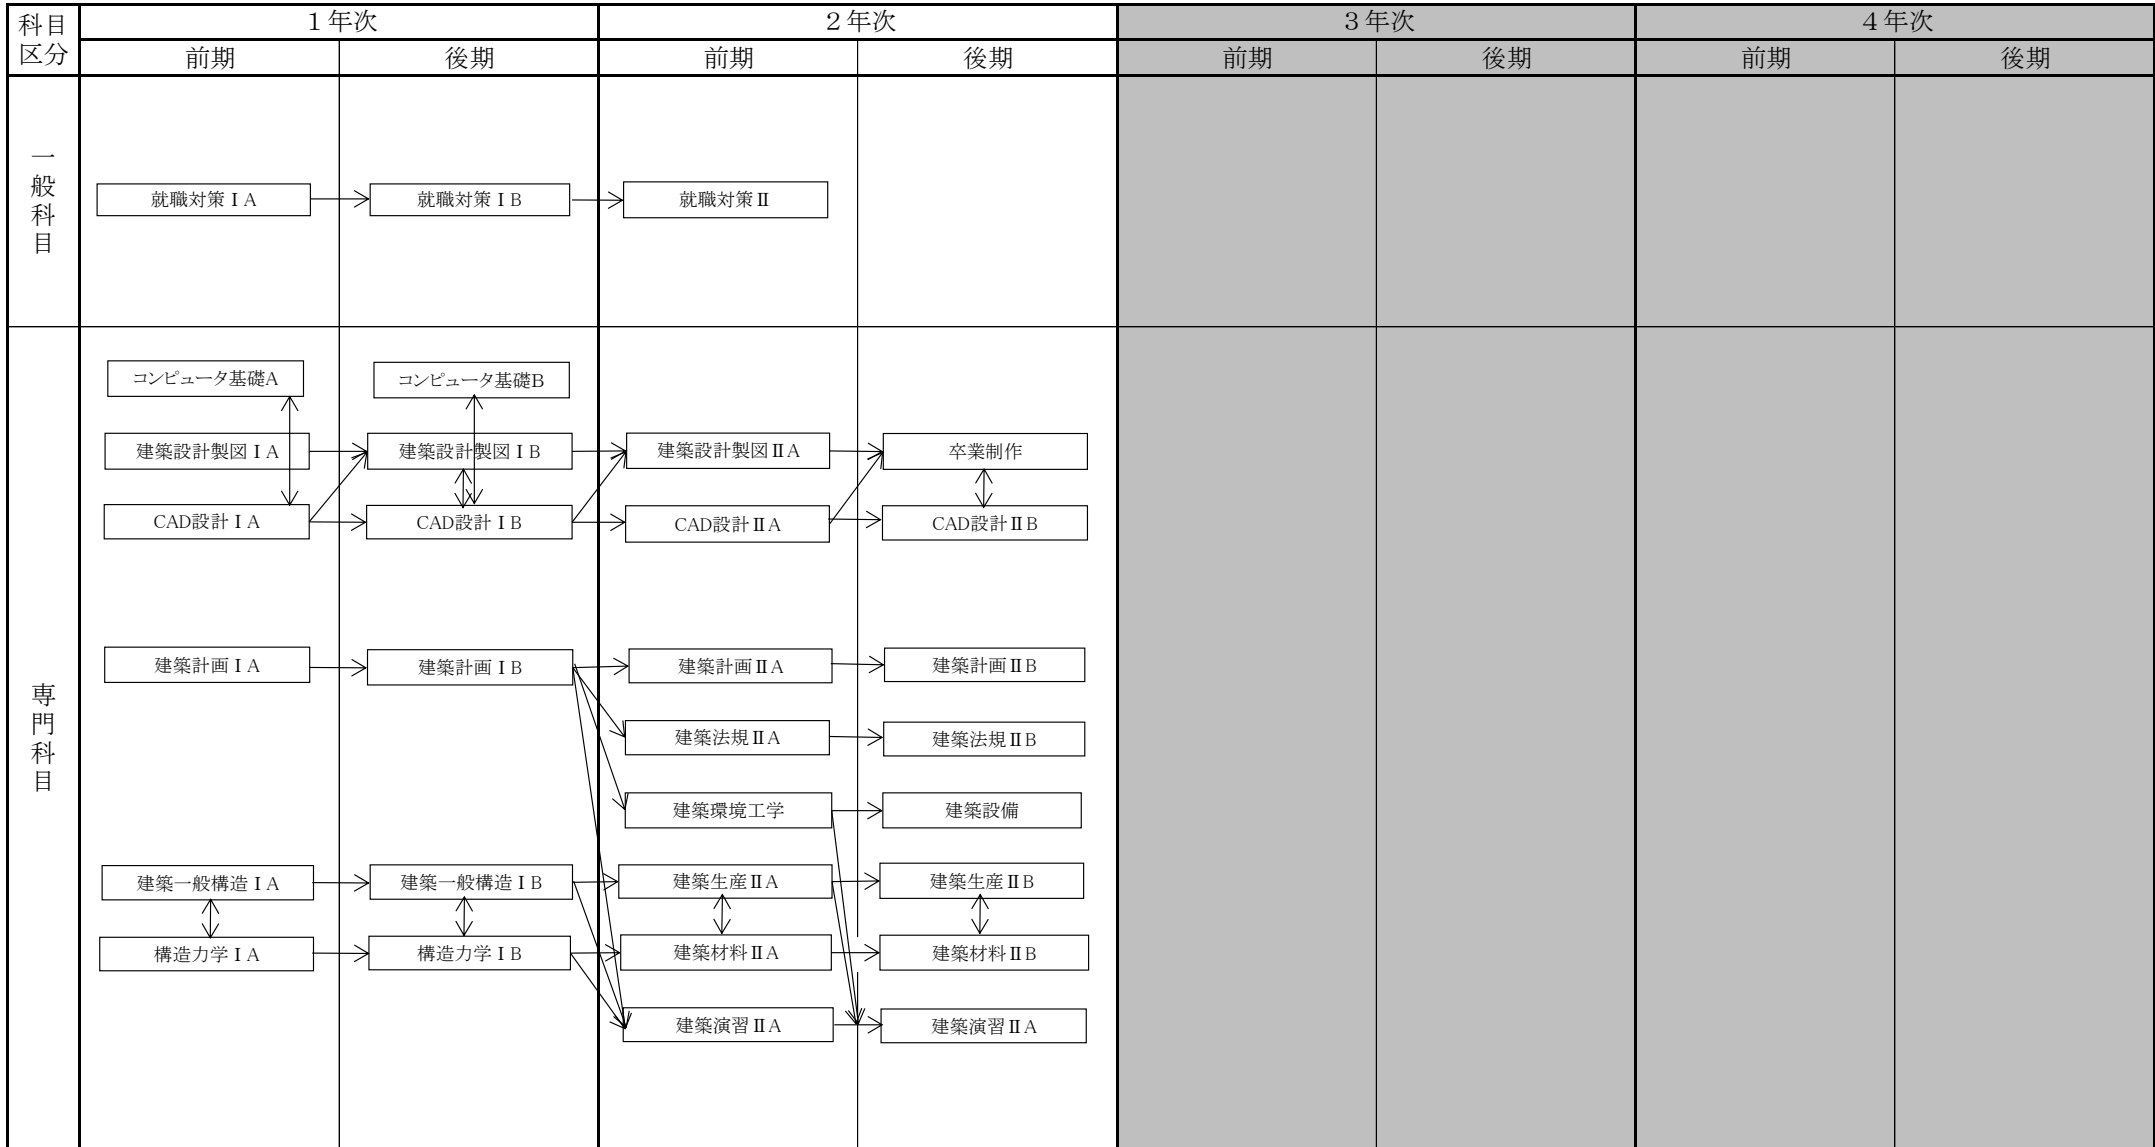 科目
区分
１年次
２年次
３年次
４年次
前期
後期
前期
後期
前期
後期
前期
後期
一般科目
就職対策ⅠA
就職対策ⅠB
就職対策Ⅱ
専門科目
コンピュータ基礎A
コンピュータ基礎B
建築設計製図ⅠA
建築設計製図ⅠB
建築設計製図ⅡA
卒業制作
CAD設計ⅠA
CAD設計ⅠB
CAD設計ⅡA
CAD設計ⅡB
建築計画ⅠA
建築計画ⅠB
建築計画ⅡA
建築計画ⅡB
建築法規ⅡA
建築法規ⅡB
建築環境工学
建築設備
建築一般構造ⅠA
建築一般構造ⅠB
建築生産ⅡA
建築生産ⅡB
構造力学ⅠA
構造力学ⅠB
建築材料ⅡA
建築材料ⅡB
建築演習ⅡA
建築演習ⅡA